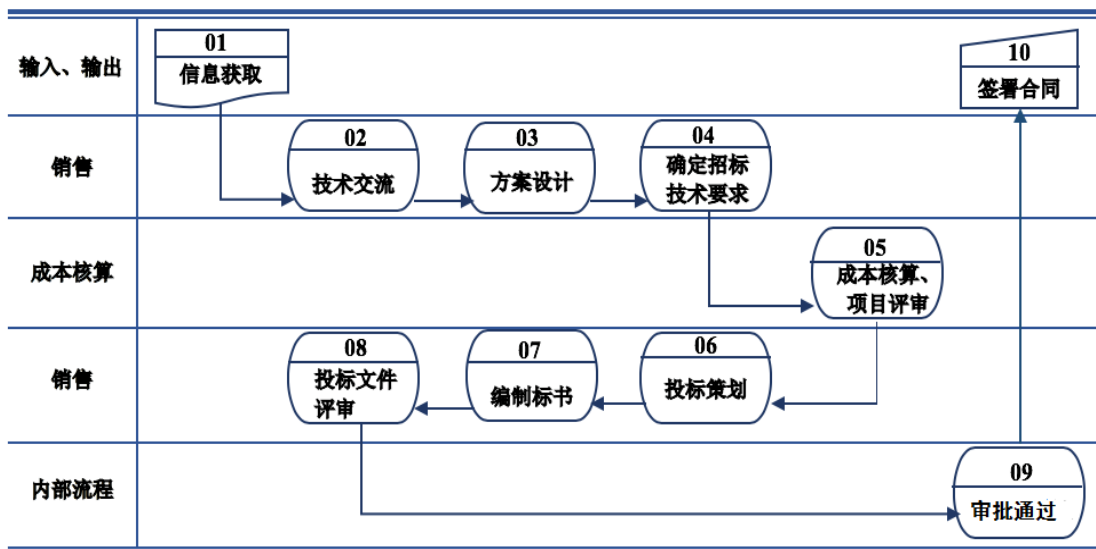 输入、输出
01
信息获取
10
签署合同
销售
02
技术交流
03
方案设计
04
确定招标
技术要求
成本核算
05
成本核算、
项目评审
销售
08
投标文件
评审
07
编制标书
06
投标策划
内部流程
09
审批通过